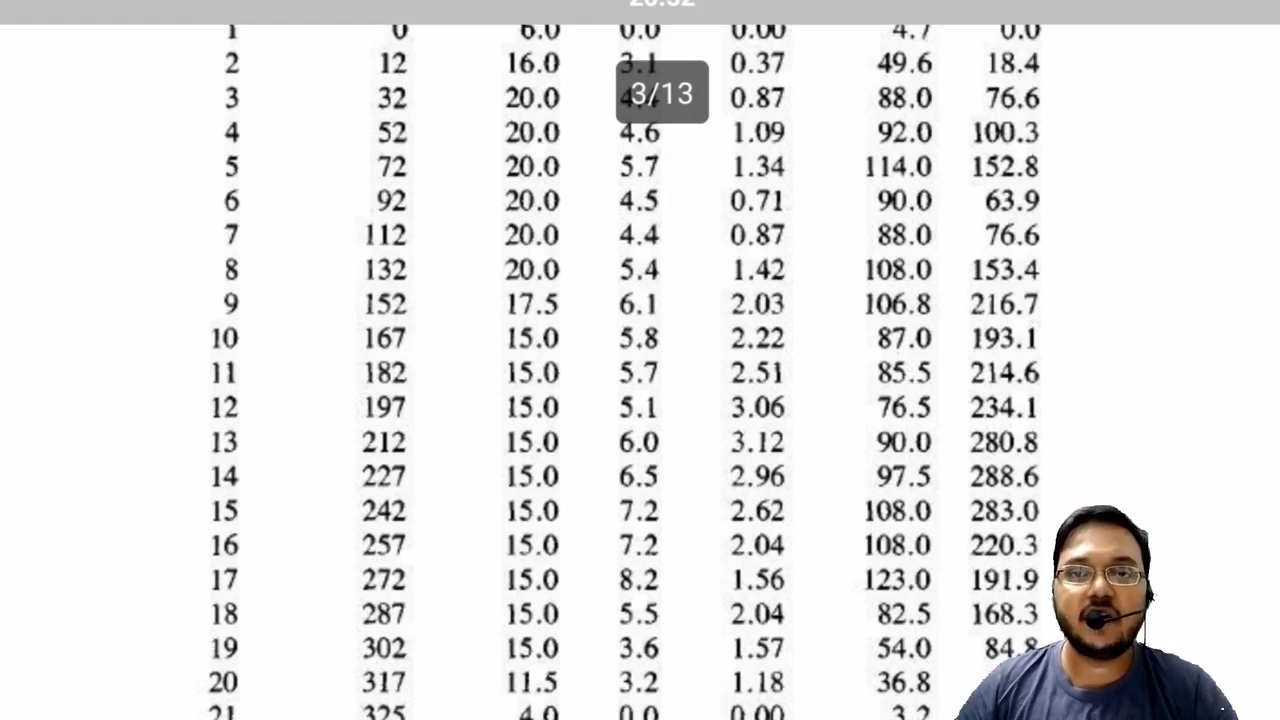 20:32
1 0 6.0 0.0 0.00 4.7 0.0
2 12 16.0 3.1 0.37 49.6 18.4
3/13
3 32 20.0 0.87 88.0 76.6
4 52 20.0 4.6 1.09 92.0 100.3
5 72 20.0 5.7 1.34 114.0 152.8
6 92 20.0 4.5 0.71 90.0 63.9
7 112 20.0 4.4 0.87 88.0 76.6
8 132 20.0 5.4 1.42 108.0 153.4
9 152 17.5 6.1 2.03 106.8 216.7
10 167 15.0 5.8 2.22 87.0 193.1
11 182 15.0 5.7 2.51 85.5 214.6
12 197 15.0 5.1 3.06 76.5 234.1
13 212 15.0 6.0 3.12 90.0 280.8
14 227 15.0 6.5 2.96 97.5 288.6
15 242 15.0 7.2 2.62 108.0 283.0
16 257 15.0 7.2 2.04 108.0 220.3
17 272 15.0 8.2 1.56 123.0 191.9
18 287 15.0 5.5 2.04 82.5 168.3
19 302 15.0 3.6 1.57 54.0 84.8
20 317 11.5 3.2 1.18 36.8
21 325 4.0 0.0 0.00 3.2